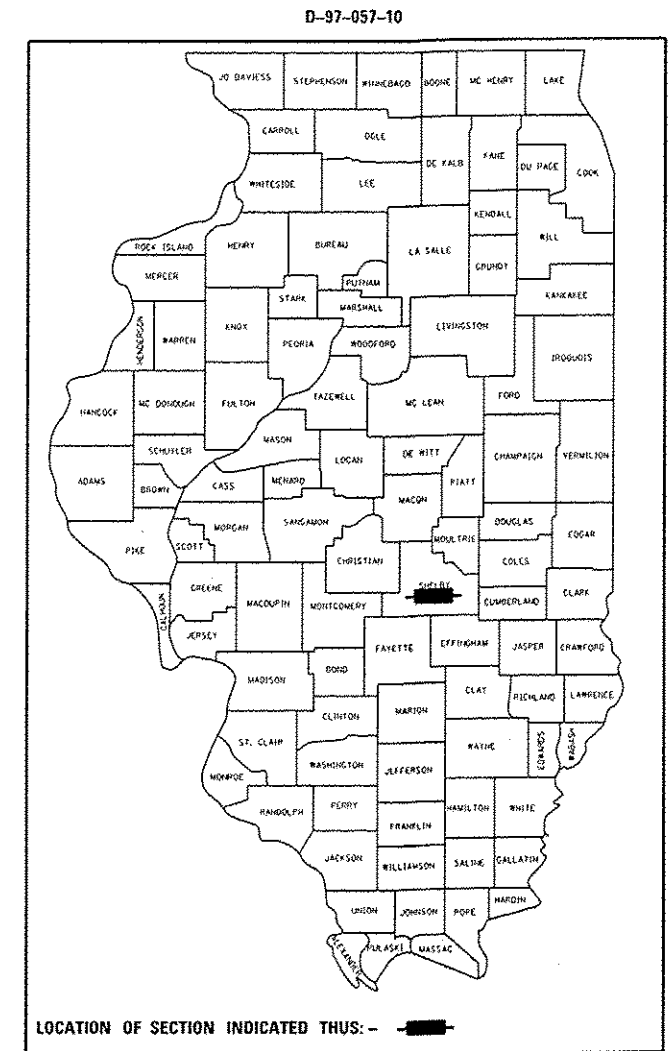 D-97-057-10
JO DAVIESS STEPHENSON WINNEBAGO BOONE MC HENRY LAKE
CARROLL OGLE DE KALB KANE DU PAGE COOK
WHITESIDE LEE KENDALL WILL
ROCK ISLAND HENRY BUREAU LA SALLE GRUNDY
MERCER PUTNAM KANKAKEE
STARK MARSHALL LIVINGSTON
HENDERSON WARREN KNOX PEORIA WOODFORD IROQUOIS
HANCOCK MC DONOUGH FULTON TAZEWELL MC LEAN FORD
SCHUYLER MASON LOGAN DE WITT CHAMPAIGN VERMILION
ADAMS BROWN CASS MENARD MACON PIATT
PIKE SCOTT MORGAN SANGAMON CHRISTIAN MOULTRIE DOUGLAS EDGAR
COLES
CALHOUN GREENE MACOUPIN MONTGOMERY SHELBY CUMBERLAND CLARK
JERSEY FAYETTE EFFINGHAM JASPER CRAWFORD
MADISON BOND CLAY RICHLAND LAWRENCE
CLINTON MARION
ST. CLAIR WAYNE EDWARDS WABASH
MONROE WASHINGTON JEFFERSON
RANDOLPH PERRY HAMILTON WHITE
FRANKLIN
JACKSON WILLIAMSON SALINE GALLATIN
UNION JOHNSON POPE HARDIN
ALEXANDER PULASKI MASSAC
LOCATION OF SECTION INDICATED THUS: -